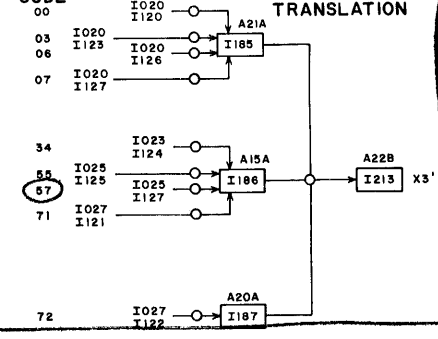 CODE
TRANSLATION
00 I020 I120
A21A
03 I020 I123
I185
06 I020 I126
07 I020 I127
34 I023 I124
A15A
A22B
55 I025 I125
I186
I213 X3'
57 I025 I127
71 I027 I121
A20A
72 I027 I122
I187